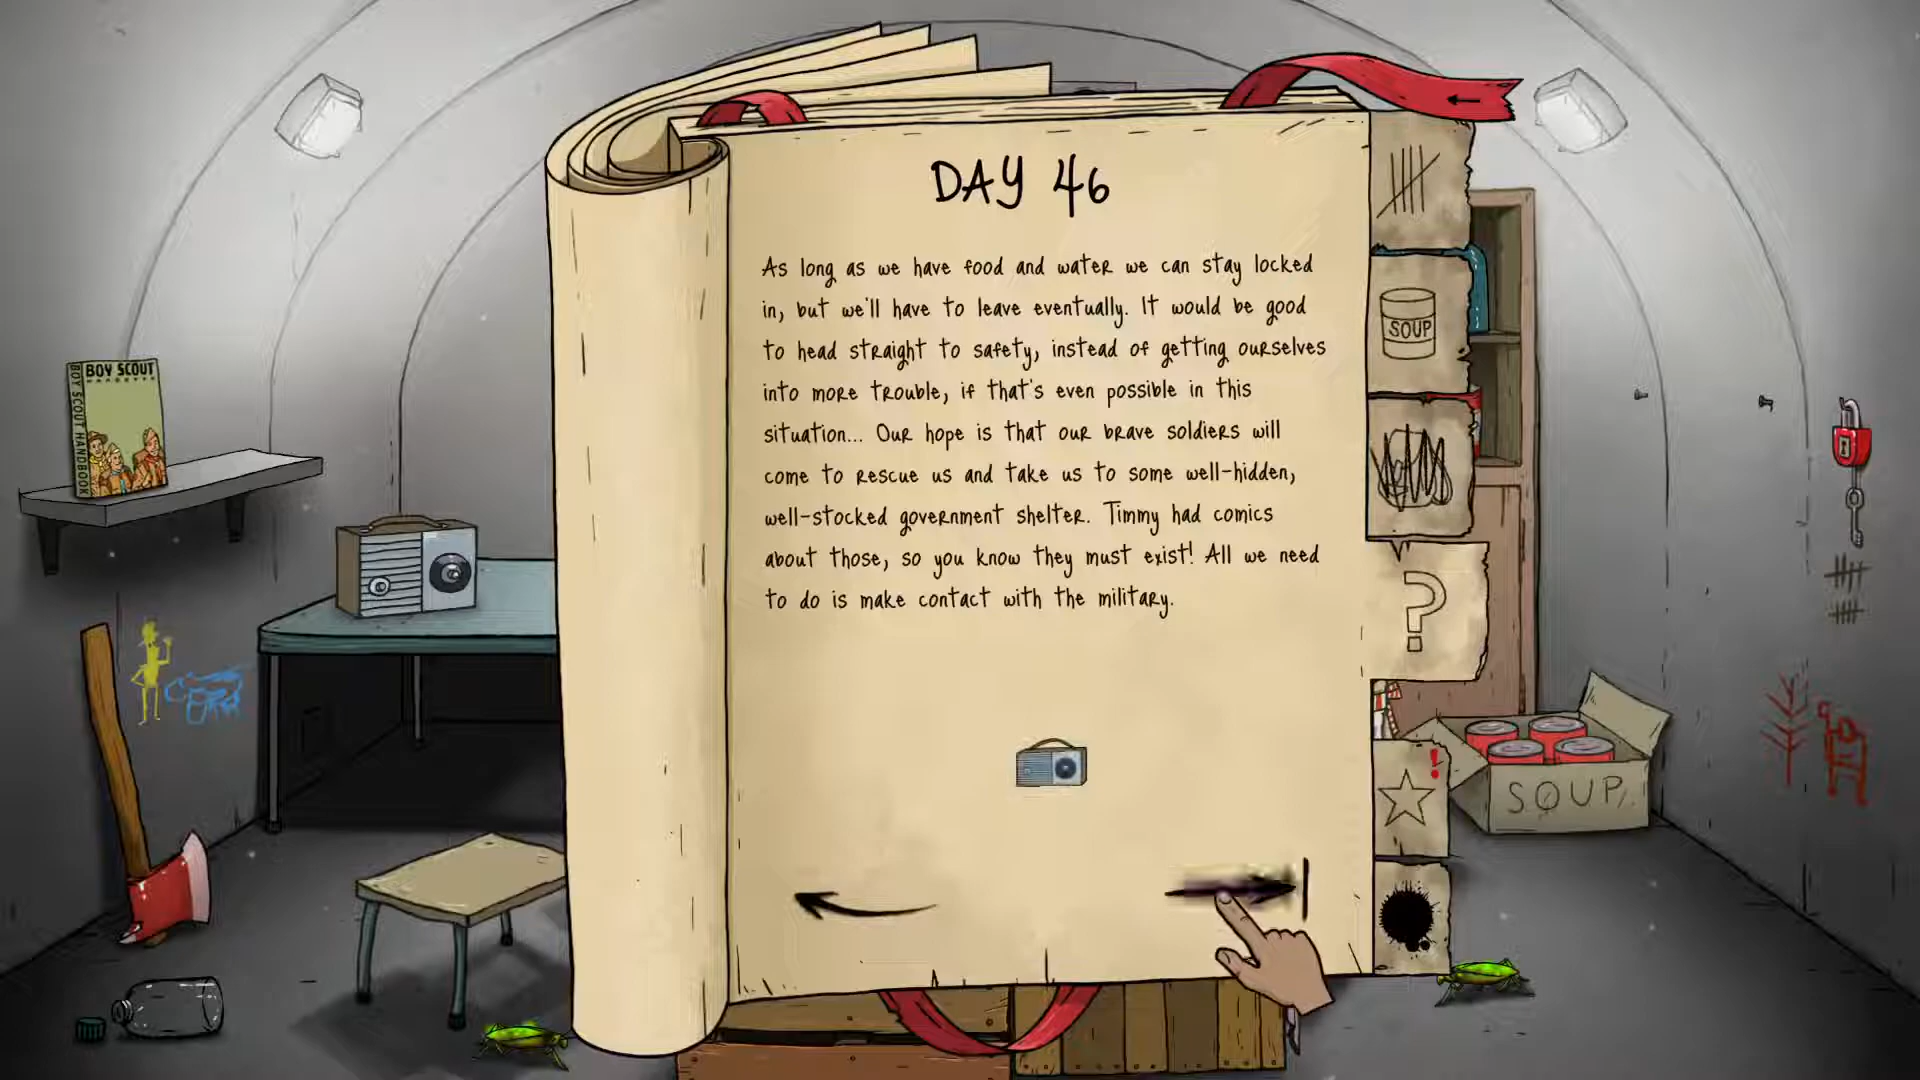 DAY 46
As long as we have food and water we can stay locked
in, but we'll have to leave eventually. It would be good
to head straight to safety, instead of getting ourselves
into more trouble, if that's even possible in this
situation... Our hope is that our brave soldiers will
come to rescue us and take us to some well-hidden,
well-stocked government shelter. Timmy had comics
about those, so you know they must exist! All we need
to do is make contact with the military.
SOUP
?
!
BOY SCOUT
BOY SCOUT HANDBOOK
SOUP